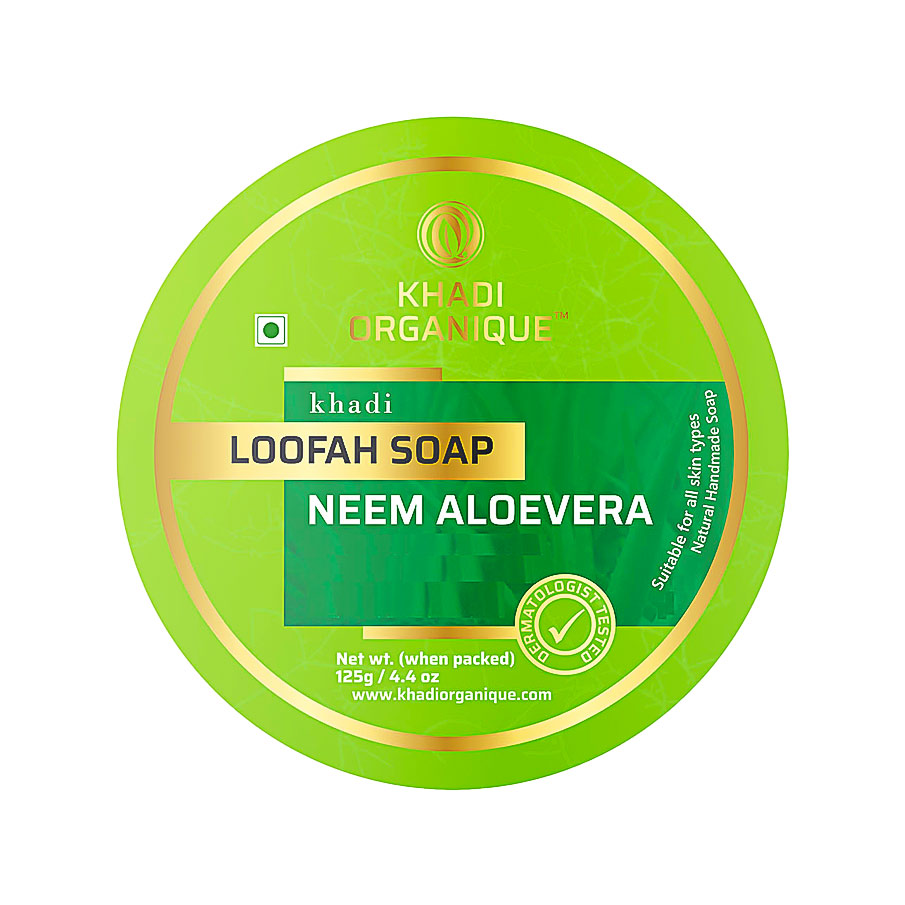 KHADI
ORGANIQUE™
khadi
LOOFAH SOAP
NEEM ALOEVERA
Suitable for all skin types
Natural Handmade Soap
DERMATOLOGIST TESTED
Net wt. (when packed)
125g / 4.4 oz
www.khadiorganique.com